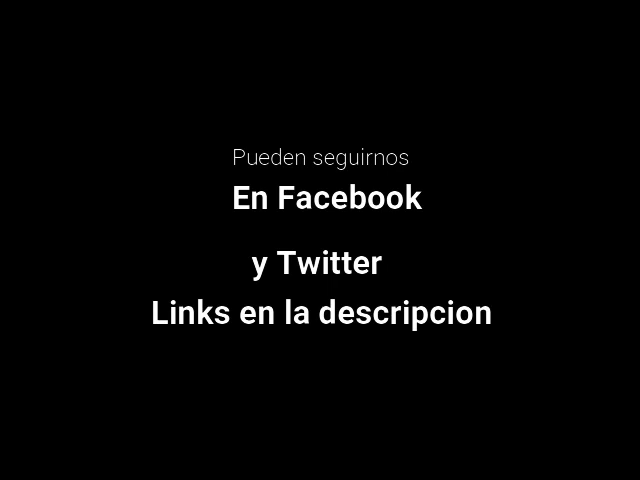 Pueden seguirnos
En Facebook
y Twitter
Links en la descripcion